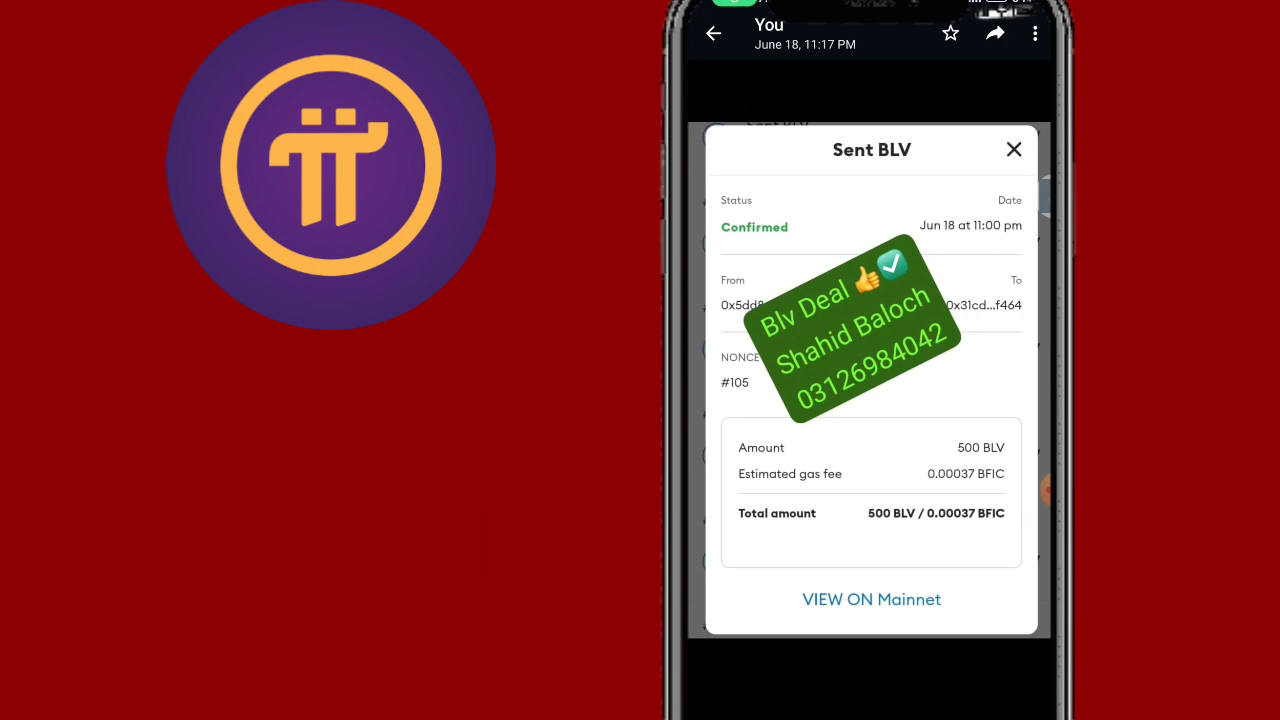 You
June 18, 11:17 PM
Sent BLV
Status
Date
Confirmed
Jun 18 at 11:00 pm
From
To
0x5dd8
0x31cd...f464
NONCE
#105
Blv Deal 👍✅
Shahid Baloch
03126984042
Amount
500 BLV
Estimated gas fee
0.00037 BFIC
Total amount
500 BLV / 0.00037 BFIC
VIEW ON Mainnet